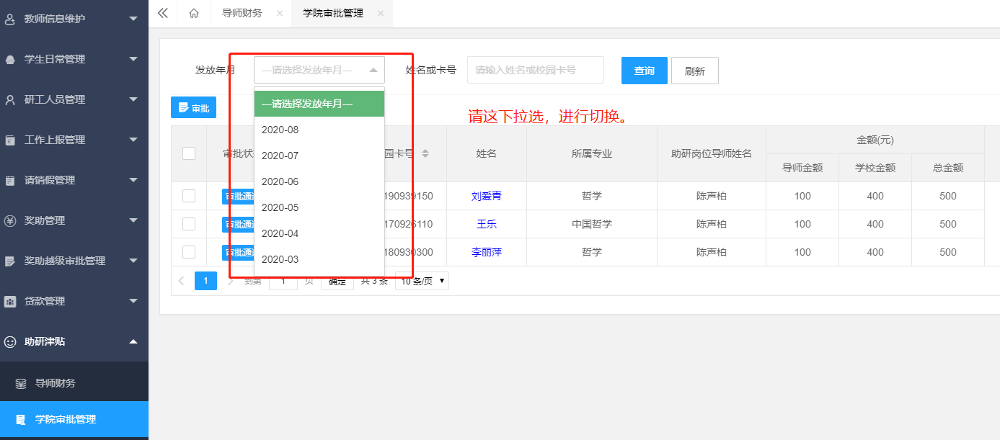 教师信息维护
学生日常管理
研工人员管理
工作上报管理
请销假管理
奖助管理
奖助越级审批管理
贷款管理
助研津贴
导师财务
学院审批管理
导师财务
学院审批管理
发放年月 ---请选择发放年月--- 姓名或卡号 请输入姓名或校园卡号 查询 刷新
---请选择发放年月---
2020-08
2020-07
2020-06
2020-05
2020-04
2020-03
审批
请这下拉选，进行切换。
审批状 园卡号 姓名 所属专业 助研岗位导师姓名 金额(元)
导师金额 学校金额 总金额
审批通 190939150 刘爱青 哲学 陈声柏 100 400 500
审批通 170926110 王乐 中国哲学 陈声柏 100 400 500
审批通 180930300 李丽萍 哲学 陈声柏 100 400 500
1 到第 1 页 确定 共 3 条 10 条/页